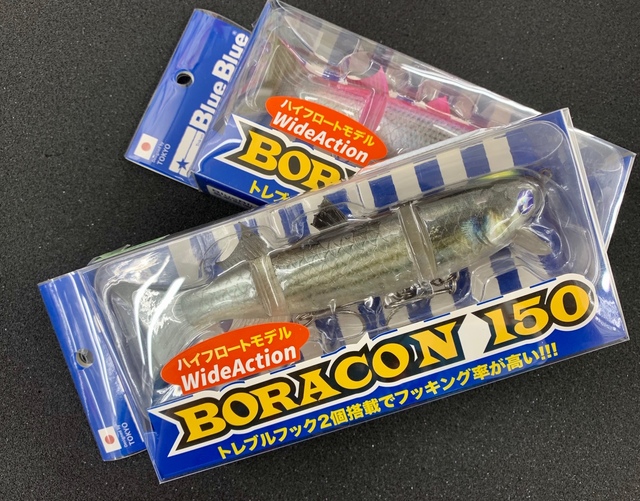 BlueBlue
TOKYO
ハイフロートモデル
WideAction
BOR
トレブルフ
ハイフロートモデル
WideAction
BORACON 150
トレブルフック2個搭載でフッキング率が高い!!!
TOKYO